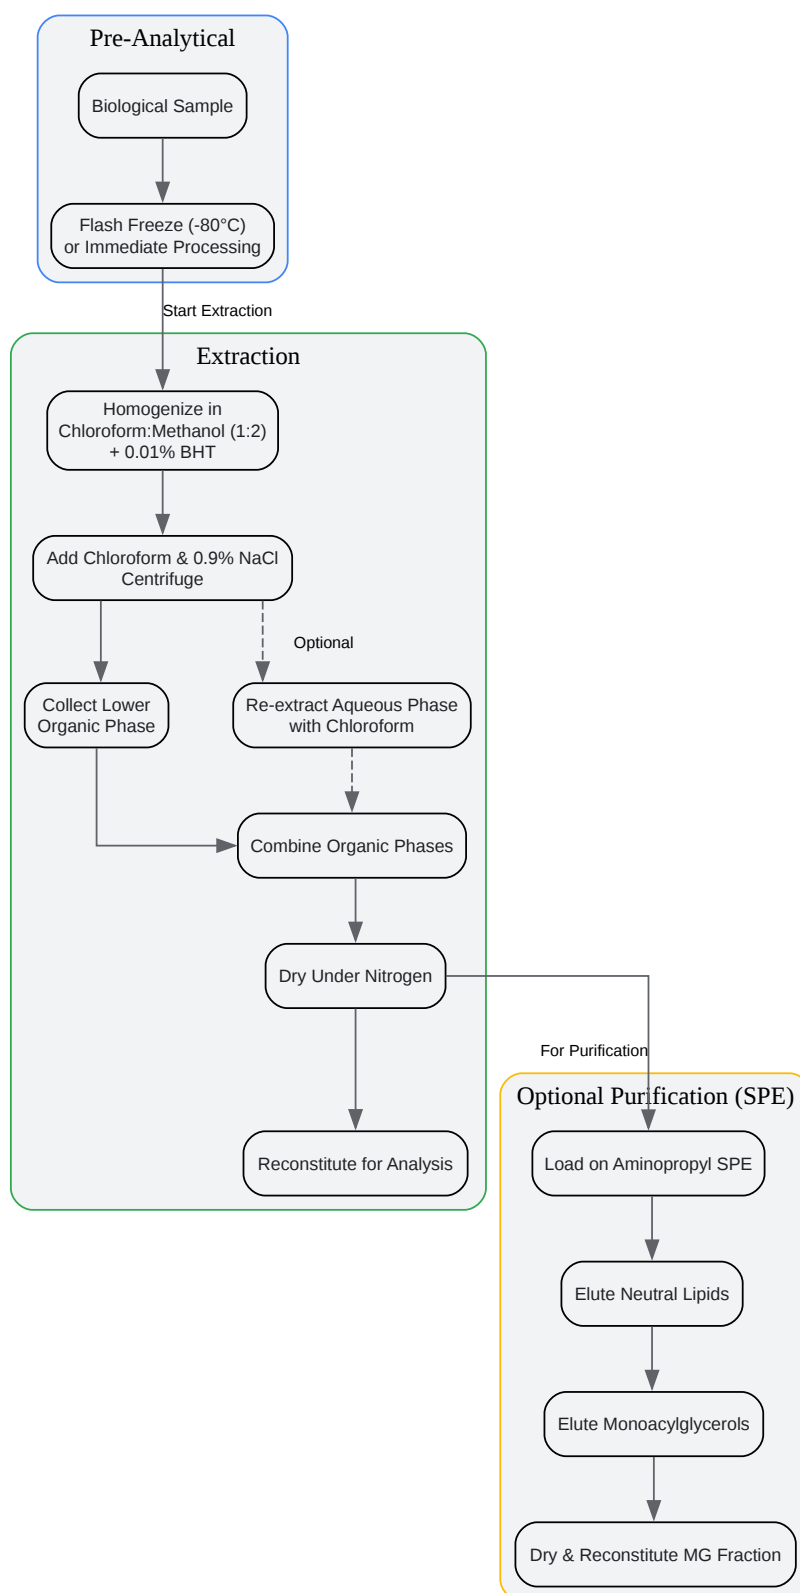 Pre-Analytical
Biological Sample
Flash Freeze (-80°C)
or Immediate Processing
Start Extraction
Extraction
Homogenize in
Chloroform:Methanol (1:2)
+ 0.01% BHT
Add Chloroform & 0.9% NaCl
Centrifuge
Optional
Collect Lower
Organic Phase
Re-extract Aqueous Phase
with Chloroform
Combine Organic Phases
Dry Under Nitrogen
For Purification
Optional Purification (SPE)
Reconstitute for Analysis
Load on Aminopropyl SPE
Elute Neutral Lipids
Elute Monoacylglycerols
Dry & Reconstitute MG Fraction